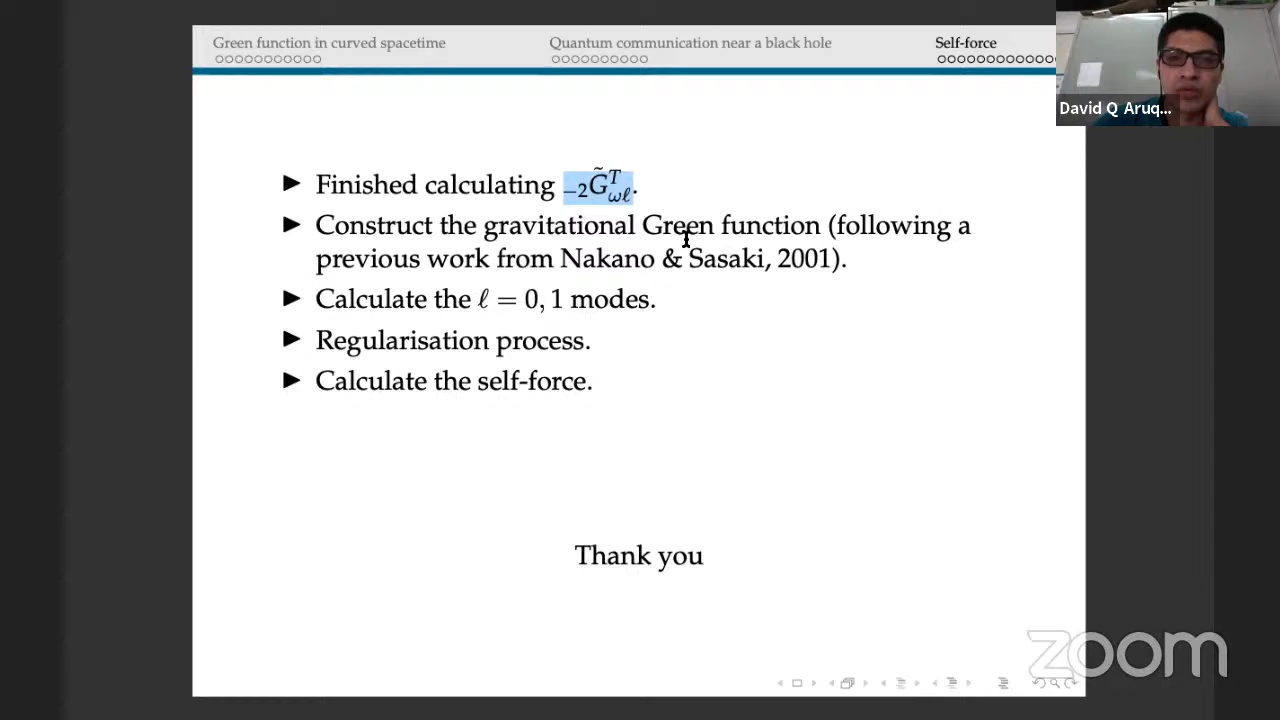 Green function in curved spacetime Quantum communication near a black hole Self-force
David Q Aruq...
► Finished calculating ₋₂G̃ᵀ_ωℓ.
► Construct the gravitational Green function (following a
previous work from Nakano & Sasaki, 2001).
► Calculate the ℓ = 0, 1 modes.
► Regularisation process.
► Calculate the self-force.
Thank you
zoom